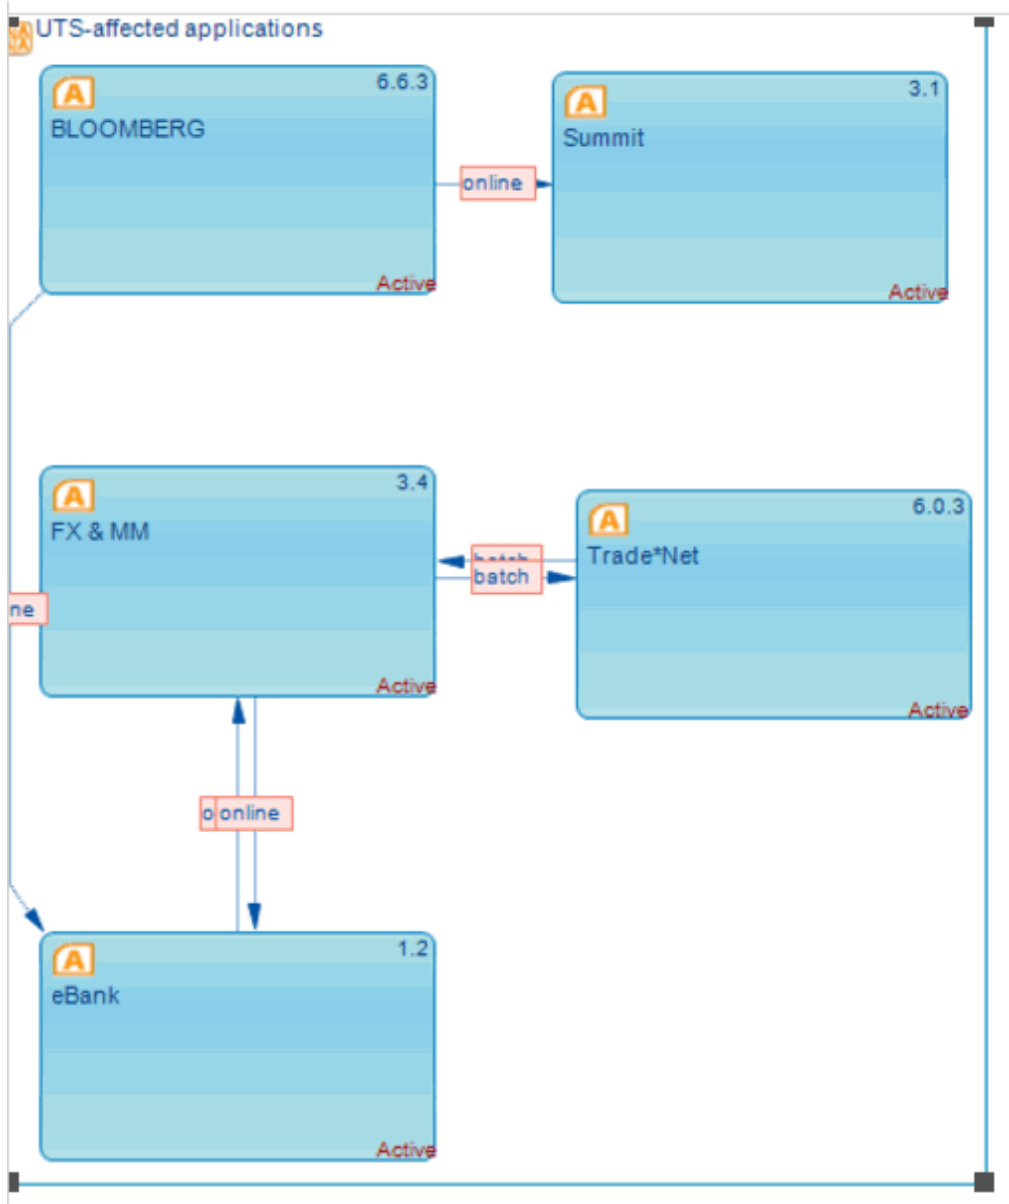 UTS-affected applications
A
6.6.3
BLOOMBERG
Active
online
A
3.1
Summit
Active
A
3.4
FX & MM
Active
batch
batch
A
6.0.3
Trade*Net
Active
ne
o
online
A
1.2
eBank
Active